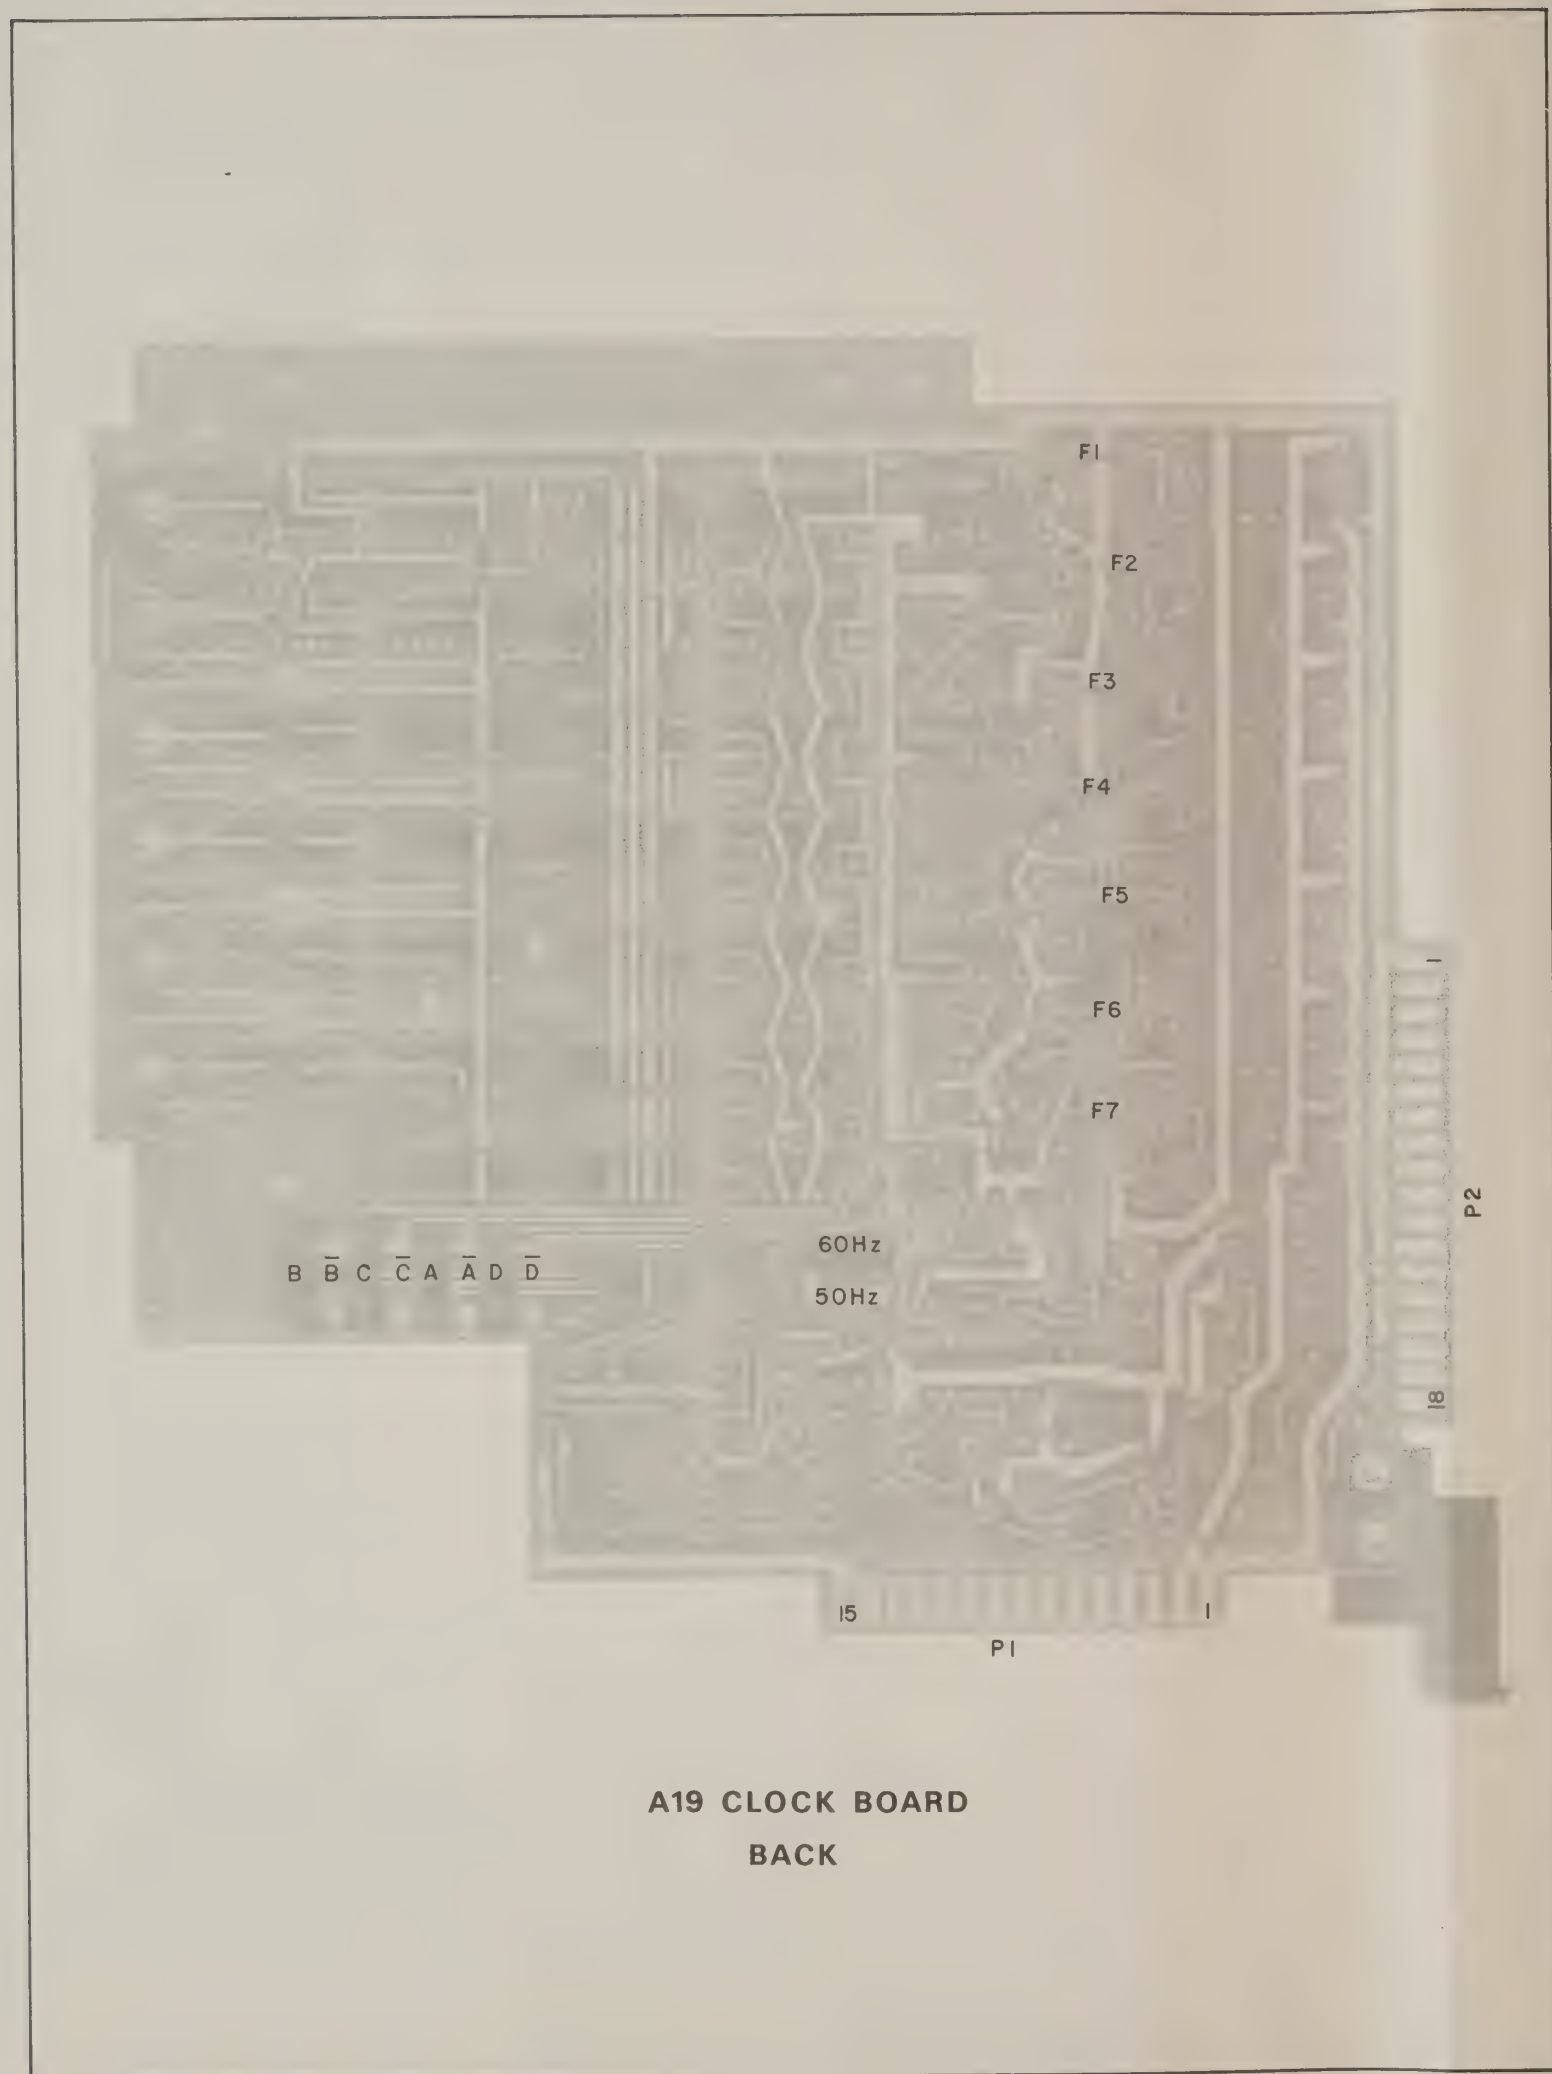 F1
F2
F3
F4
F5
F6
1
F7
P2
60Hz
B B̅ C C̅ A A̅ D D̅
50Hz
18
15 1
P1
A19 CLOCK BOARD
BACK